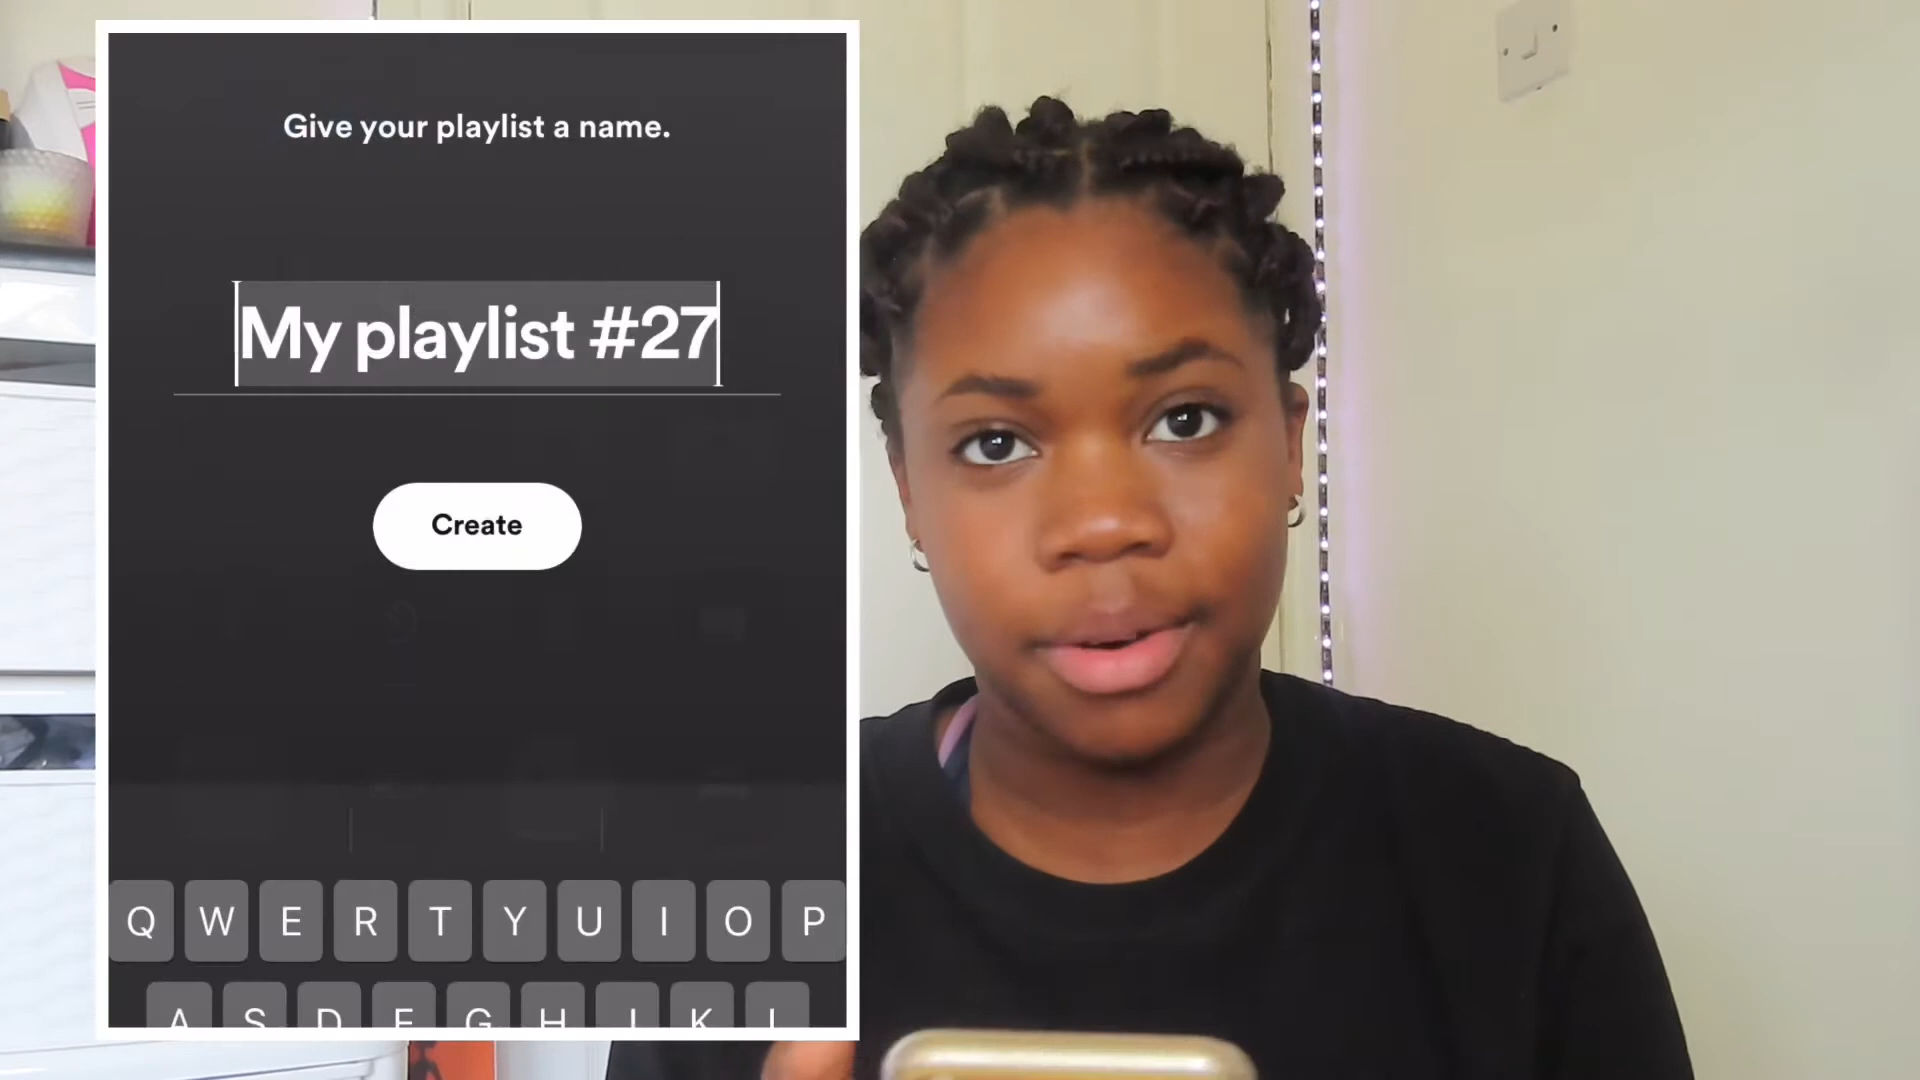 Give your playlist a name.
My playlist #27
Create
Q W E R T Y U I O P
A S D F G H J K L